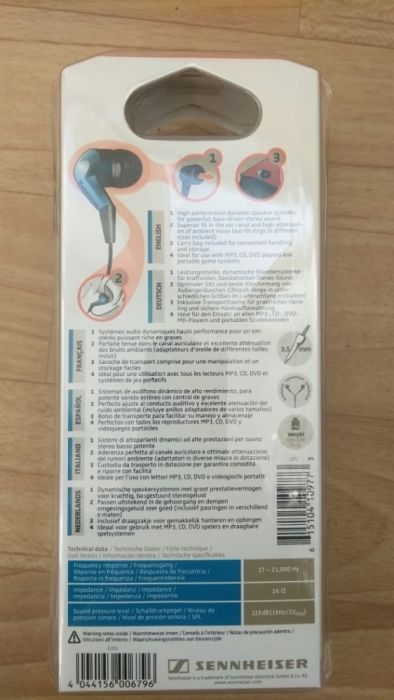 1
3
2
ENGLISH
1 High-performance dynamic speaker systems
for powerful, bass-driven stereo sound
2 Superior fit in the ear canal and high attenuation
of ambient noise (ear fit rings in different
sizes included)
3 Carry bag included for convenient handling
and storage
4 Ideal for use with MP3, CD, DVD players and
portable game systems
DEUTSCH
1 Leistungsstarke, dynamische Wandlersysteme
für kraftvollen, bassbetonten Stereo-Sound
2 Optimaler Sitz und beste Abschirmung von
Außengeräuschen (Ohrpaß-Ringe in unter-
schiedlichen Größen im Lieferumfang enthalten)
3 Inklusive Transporttasche für praktisches Hand-
ling und sichere Aufbewahrung
4 Ideal für den Einsatz an allen MP3-, CD-, DVD-,
MD-Playern und portablen Spielekonsolen
FRANÇAIS
1 Systèmes audio dynamiques haute performance pour un son
stéréo puissant riche en graves
2 Parfaite tenue dans le canal auriculaire et excellente atténuation
des bruits ambiants (adaptateurs d'oreille de différentes tailles
inclus)
3 Sacoche de transport comprise pour une manipulation et un
stockage faciles
4 Idéal pour une utilisation avec tous les lecteurs MP3, CD, DVD et
systèmes de jeu portatifs
3.5 mm
ESPAÑOL
1 Sistemas de audífono dinámico de alto rendimiento, para
potente sonido estéreo con control de graves
2 Perfecto ajuste al conducto auditivo y excelente atenuación del
ruido ambiental (incluye anillos adaptadores de varios tamaños)
3 Bolso de transporte para facilitar su manejo y almacenaje
4 Perfectos con todos los reproductores MP3, CD, DVD y
videojuegos portátiles
Weight
ITALIANO
1 Sistemi di altoparlanti dinamici ad alte prestazioni per suono
stereo basso potente
2 Aderenza perfetta al canale auricolare e ottimale attenuazione
dei rumori ambiente (adattatori in diverse misure in dotazione)
3 Custodia da trasporto in dotazione per garantire comodità
e riporre con facilità
4 Ideale per l'uso con lettori MP3, CD, DVD e videogiochi portatili
UPC
6 15104 10977
NEDERLANDS
1 Dynamische speakersystemen met groot prestatievermogen
voor krachtig, basgestuurd stereogeluid
2 Passen uitstekend in de gehoorgang en dempen
omgevingsgeluid zeer goed (inclusief pasringen in verschillend
e maten)
3 Inclusief draagzakje voor gemakkelijk hanteren en opbergen
4 Ideaal voor gebruik met MP3, CD, DVD spelers en draagbare
spelsystemen
Technical data / Technische Daten / Fiche technique /
Dati tecnici / Información técnica / Technische specificaties
Frequency response / Frequenzgang /
Réponse en fréquence / Respuesta de frecuencia /
Risposta in frequenza / Frequentiebereik
17 – 21,000 Hz
Impedance / Impedanz / Impédance /
Impedancia / Impedenza / Impedantie
16 Ω
Sound pressure level / Schalldruckpegel / Niveau de
pression sonore / Nivel de presión sonora / SPL
113 dB (1kHz/1Vrms)
Warning notes inside / Warnhinweise innen / Conseils à l'intérieur / Notas de precaución adentro /
Istruzioni all'interno / Waarschuwingen aan binnenkant
EAN
4 044156 006796
SENNHEISER
Sennheiser is a trademark of Sennheiser electronic GmbH & Co. KG
www.sennheiser.com